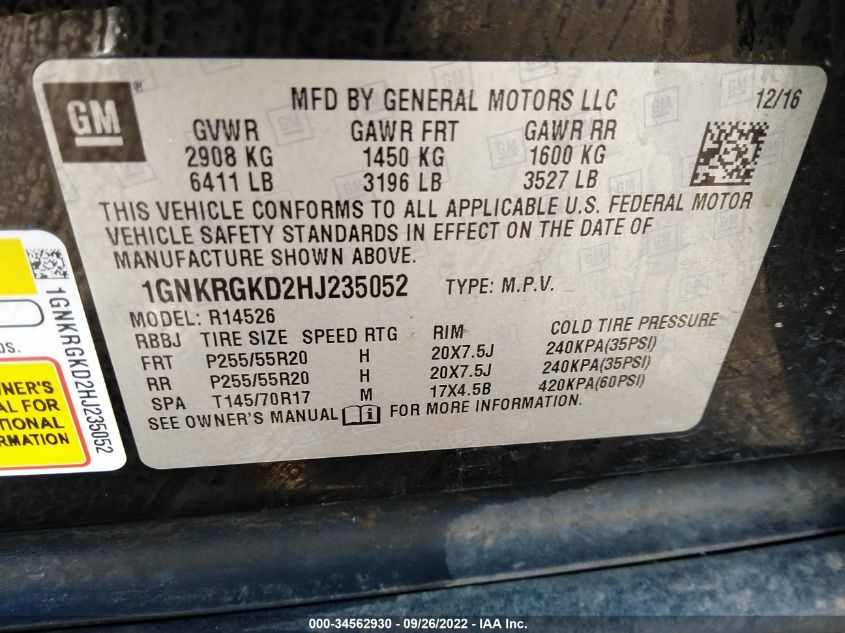 GM
MFD BY GENERAL MOTORS LLC 12/16
GVWR GAWR FRT GAWR RR
2908 KG 1450 KG 1600 KG
6411 LB 3196 LB 3527 LB
THIS VEHICLE CONFORMS TO ALL APPLICABLE U.S. FEDERAL MOTOR
VEHICLE SAFETY STANDARDS IN EFFECT ON THE DATE OF
MANUFACTURE SHOWN ABOVE.
1GNKRGKD2HJ235052 TYPE: M.P.V.
MODEL: R14526
RBBJ TIRE SIZE SPEED RTG RIM COLD TIRE PRESSURE
FRT P255/55R20 H 20X7.5J 240KPA(35PSI)
RR P255/55R20 H 20X7.5J 240KPA(35PSI)
SPA T145/70R17 M 17X4.5B 420KPA(60PSI)
SEE OWNER'S MANUAL FOR MORE INFORMATION.
1GNKRGKD2HJ235052
OWNER'S
FOR
000-34562930 - 09/26/2022 - IAA Inc.